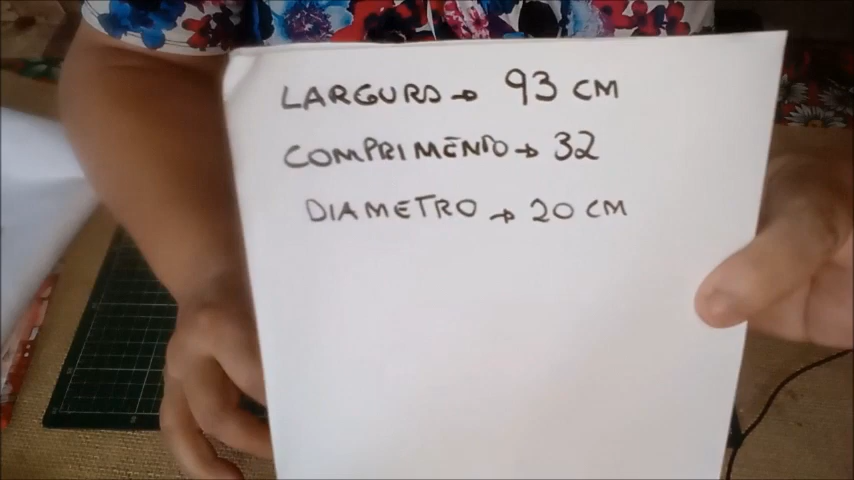 LARGURA → 93 CM
COMPRIMENTO → 32
DIAMETRO → 20 CM